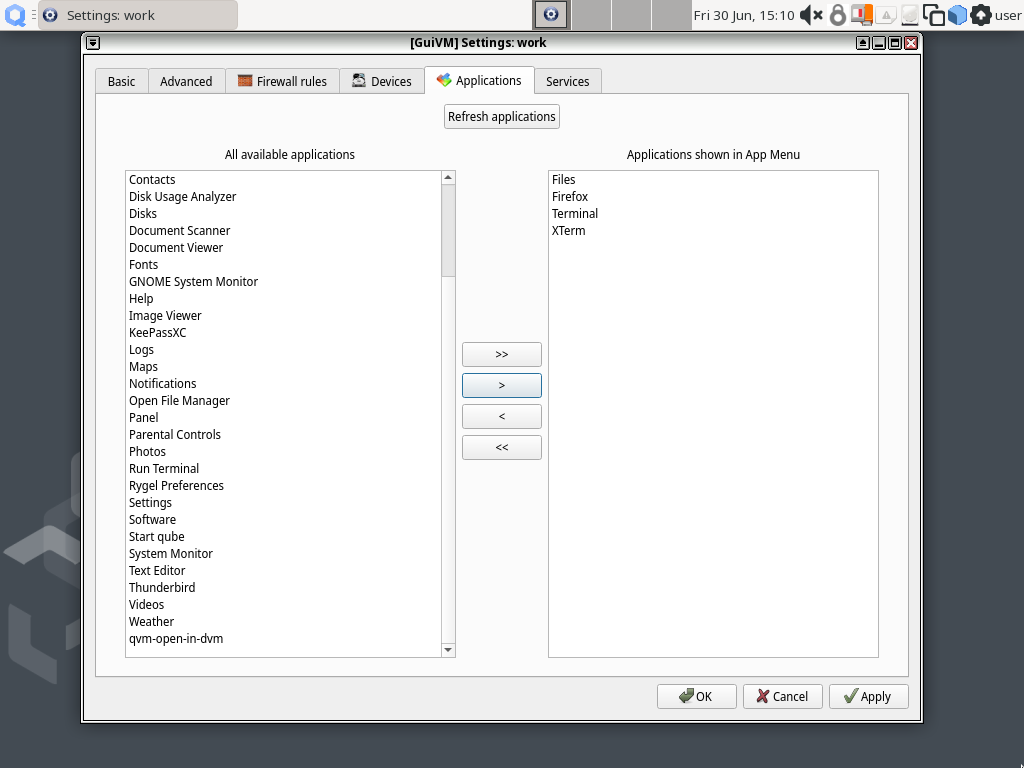 Settings: work
Fri 30 Jun, 15:10
user
[GuiVM] Settings: work
Basic
Advanced
Firewall rules
Devices
Applications
Services
Refresh applications
All available applications
Contacts
Disk Usage Analyzer
Disks
Document Scanner
Document Viewer
Fonts
GNOME System Monitor
Help
Image Viewer
KeePassXC
Logs
Maps
Notifications
Open File Manager
Panel
Parental Controls
Photos
Run Terminal
Rygel Preferences
Settings
Software
Start qube
System Monitor
Text Editor
Thunderbird
Videos
Weather
qvm-open-in-dvm
>>
>
<
<<
Applications shown in App Menu
Files
Firefox
Terminal
XTerm
OK
Cancel
Apply